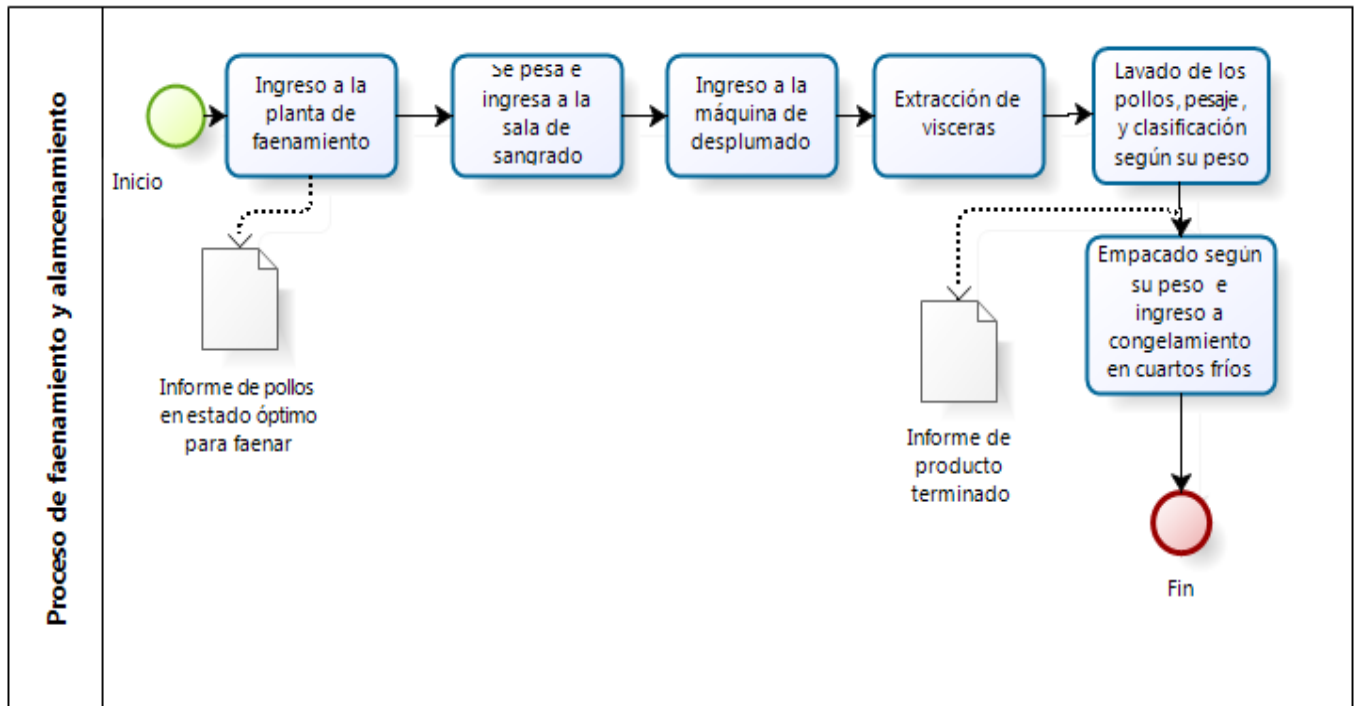 Proceso de faenamiento y alamcenamiento
Inicio
Ingreso a la
planta de
faenamiento
Se pesa e
ingresa a la
sala de
sangrado
Ingreso a la
máquina de
desplumado
Extracción de
visceras
Lavado de los
pollos, pesaje,
y clasificación
según su peso
Informe de pollos
en estado óptimo
para faenar
Empacado según
su peso e
ingreso a
congelamiento
en cuartos fríos
Informe de
producto
terminado
Fin